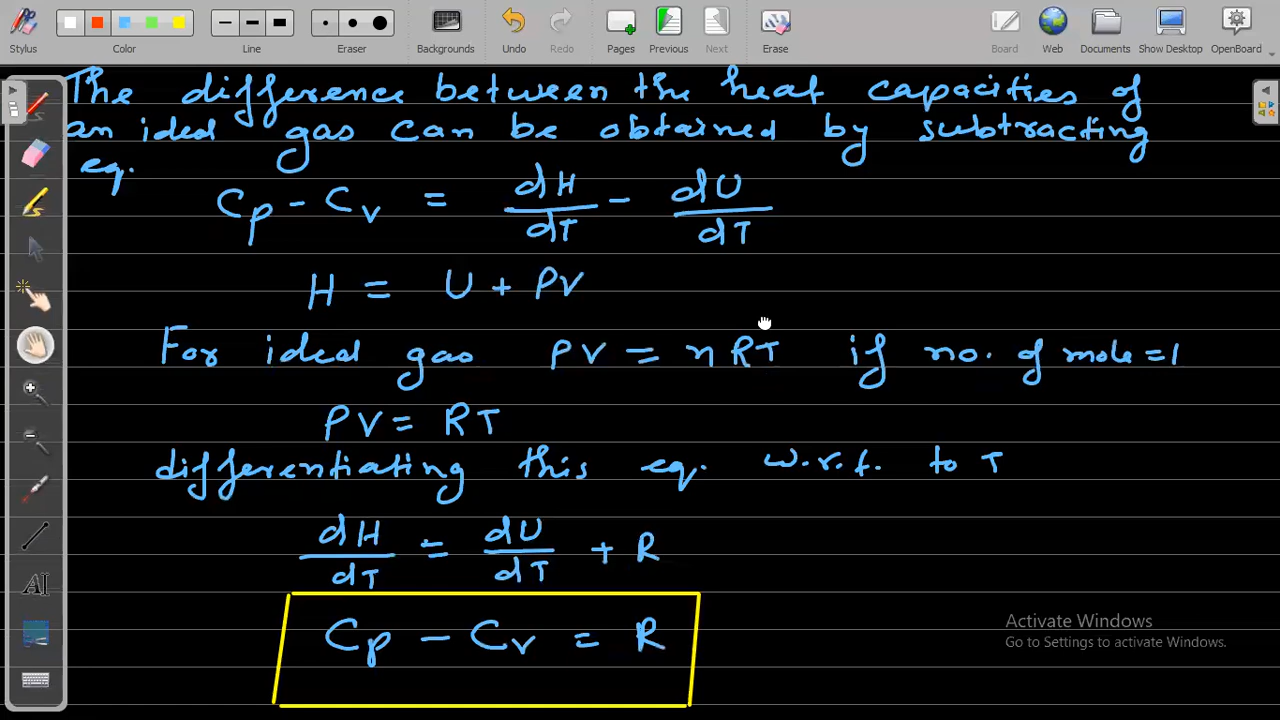 Stylus Color Line Eraser Backgrounds Undo Redo Pages Previous Next Erase Board Web Documents Show Desktop OpenBoard
The difference between the heat capacities of
an ideal gas can be obtained by subtracting
eq.
Cp - Cv = dH/dT - dU/dT
H = U + PV
For ideal gas PV = nRT if no. of mole = 1
PV = RT
differentiating this eq. w.r.t. to T
dH/dT = dU/dT + R
Cp - Cv = R
Activate Windows
Go to Settings to activate Windows.